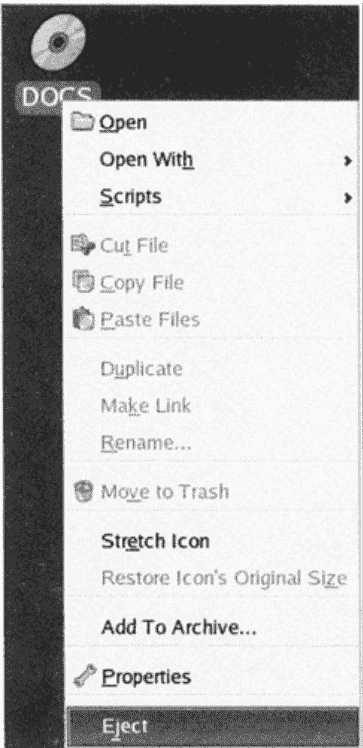 DOCS
Open
Open With
Scripts
Cut File
Copy File
Paste Files
Duplicate
Make Link
Rename...
Move to Trash
Stretch Icon
Restore Icon's Original Size
Add To Archive...
Properties
Eject